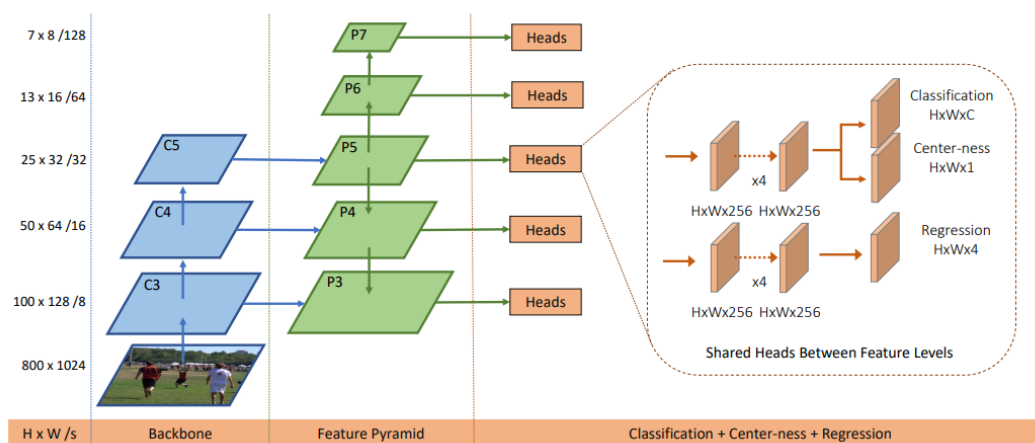 7 x 8 /128
P7
Heads
13 x 16 /64
P6
Heads
25 x 32 /32
C5
P5
Heads
50 x 64 /16
C4
P4
Heads
100 x 128 /8
C3
P3
Heads
800 x 1024
Classification
HxWxC
Center-ness
HxWx1
x4
HxWx256 HxWx256
Regression
HxWx4
x4
HxWx256 HxWx256
Shared Heads Between Feature Levels
H x W /s
Backbone
Feature Pyramid
Classification + Center-ness + Regression